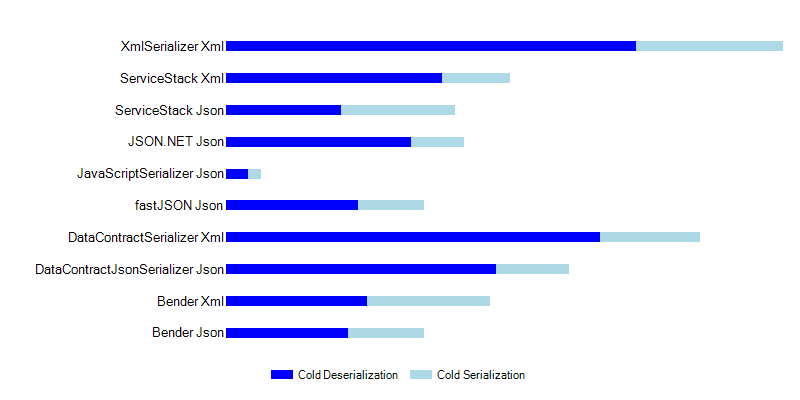 XmlSerializer Xml
ServiceStack Xml
ServiceStack Json
JSON.NET Json
JavaScriptSerializer Json
fastJSON Json
DataContractSerializer Xml
DataContractJsonSerializer Json
Bender Xml
Bender Json
Cold Deserialization Cold Serialization